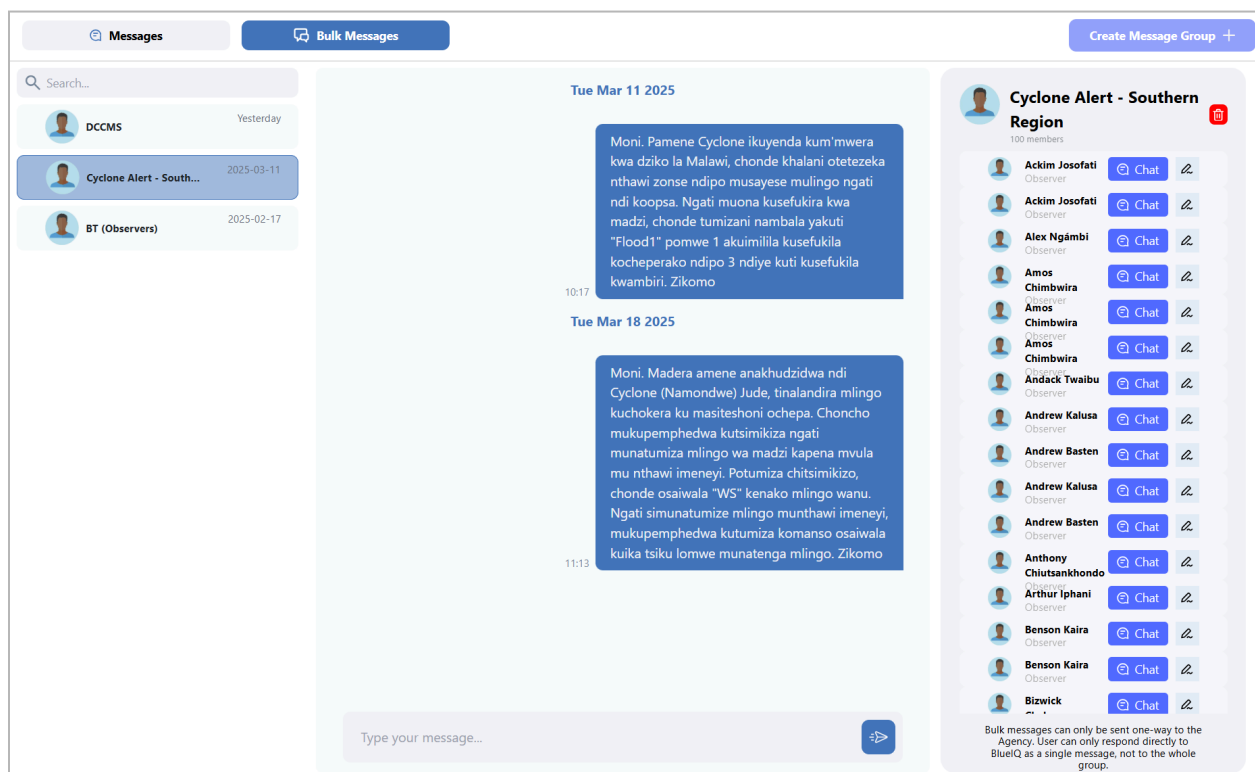 Messages
Bulk Messages
Create Message Group +
Search...
DCCMS
Yesterday
Cyclone Alert - South...
2025-03-11
BT (Observers)
2025-02-17
Tue Mar 11 2025
Moni. Pamene Cyclone ikuyenda kum'mwera
kwa dziko la Malawi, chonde khalani otetezeka
nthawi zonse ndipo musayese mulingo ngati
ndi koopsa. Ngati muona kusefukira kwa
madzi, chonde tumizani nambala yakuti
"Flood1" pomwe 1 akuimilila kusefukila
kocheperako ndipo 3 ndiye kuti kusefukila
kwambiri. Zikomo
10:17
Tue Mar 18 2025
Moni. Madera amene anakhudzidwa ndi
Cyclone (Namondwe) Jude, tinalandira mlingo
kuchokera ku masiteshoni ochepa. Choncho
mukupemphedwa kutsimikiza ngati
munatumiza mlingo wa madzi kapena mvula
mu nthawi imeneyi. Potumiza chitsimikizo,
chonde osaiwala "WS" kenako mlingo wanu.
Ngati simunatumize mlingo munthawi imeneyi,
mukupemphedwa kutumiza komanso osaiwala
kuika tsiku lomwe munatenga mlingo. Zikomo
11:13
Type your message...
Cyclone Alert - Southern
Region
100 members
Ackim Josofati
Observer
Chat
Ackim Josofati
Observer
Chat
Alex Ngámbi
Observer
Chat
Amos
Chimbwira
Observer
Chat
Amos
Chimbwira
Observer
Chat
Amos
Chimbwira
Observer
Chat
Andack Twaibu
Observer
Chat
Andrew Kalusa
Observer
Chat
Andrew Basten
Observer
Chat
Andrew Kalusa
Observer
Chat
Andrew Basten
Observer
Chat
Anthony
Chiutsankhondo
Observer
Chat
Arthur Iphani
Observer
Chat
Benson Kaira
Observer
Chat
Benson Kaira
Observer
Chat
Bizwick
Chat
Bulk messages can only be sent one-way to the
Agency. User can only respond directly to
BlueIQ as a single message, not to the whole
group.